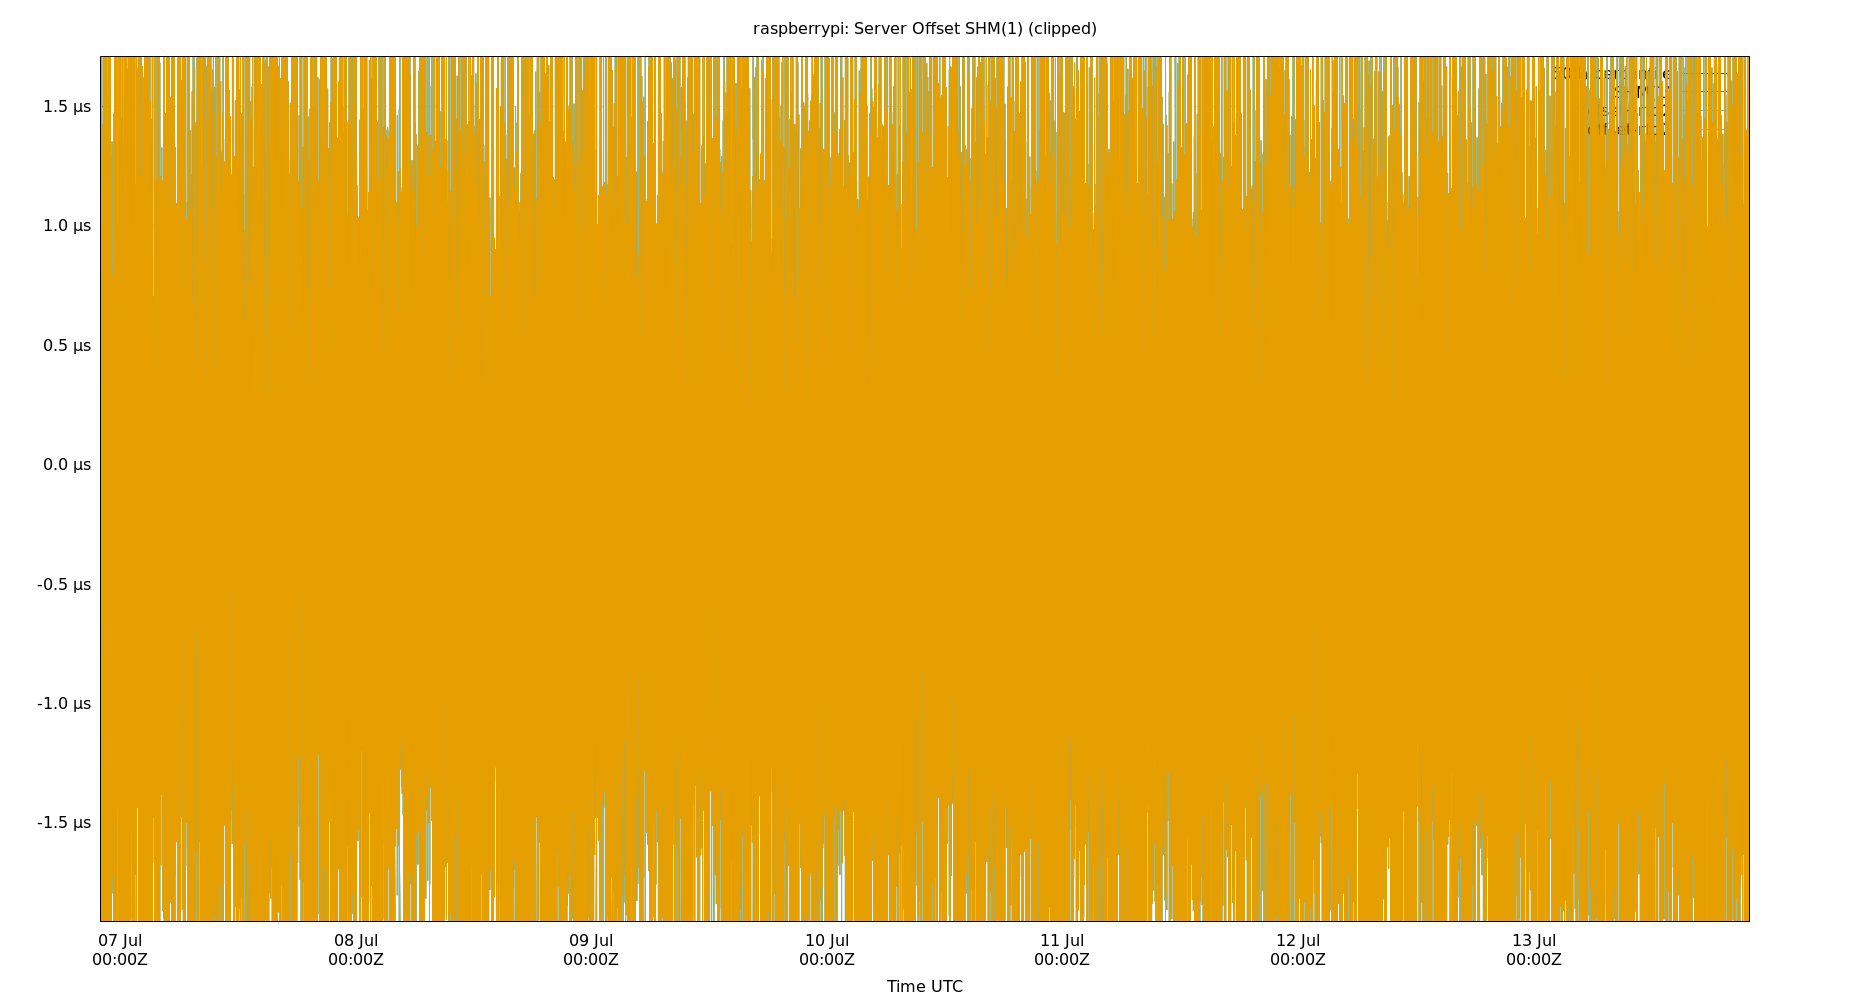 raspberrypi: Server Offset SHM(1) (clipped)
1.5 µs
1.0 µs
0.5 µs
0.0 µs
-0.5 µs
-1.0 µs
-1.5 µs
07 Jul 08 Jul 09 Jul 10 Jul 11 Jul 12 Jul 13 Jul
00:00Z 00:00Z 00:00Z 00:00Z 00:00Z 00:00Z 00:00Z
Time UTC